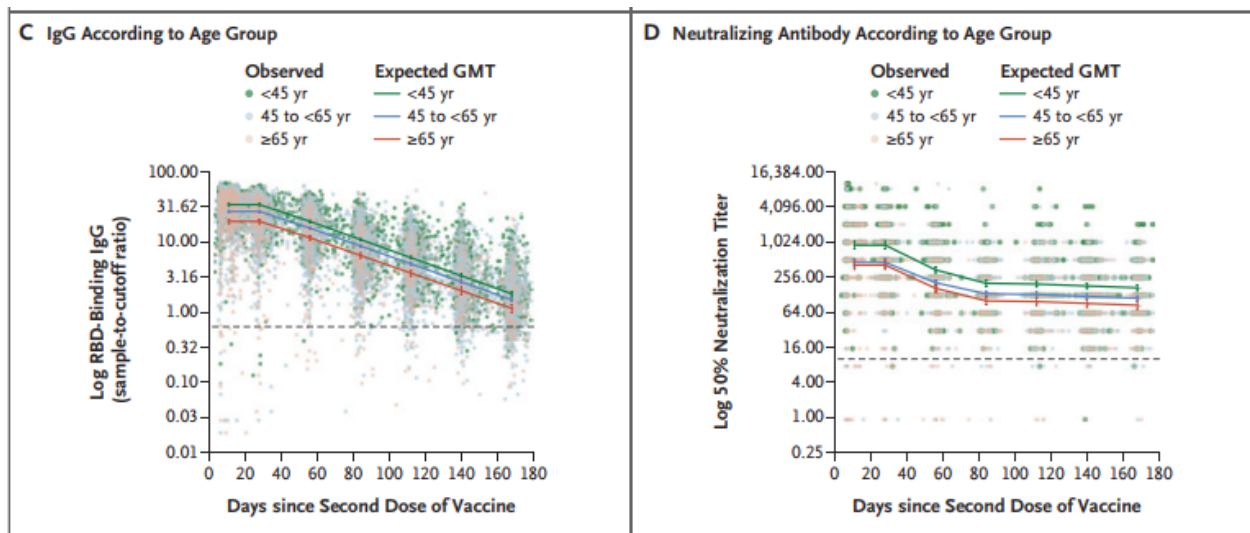 C IgG According to Age Group
Observed Expected GMT
<45 yr <45 yr
45 to <65 yr 45 to <65 yr
≥65 yr ≥65 yr
Log RBD-Binding IgG
(sample-to-cutoff ratio)
100.00
31.62
10.00
3.16
1.00
0.32
0.10
0.03
0.01
0 20 40 60 80 100 120 140 160 180
Days since Second Dose of Vaccine
D Neutralizing Antibody According to Age Group
Observed Expected GMT
<45 yr <45 yr
45 to <65 yr 45 to <65 yr
≥65 yr ≥65 yr
Log 50% Neutralization Titer
16,384.00
4,096.00
1,024.00
256.00
64.00
16.00
4.00
1.00
0.25
0 20 40 60 80 100 120 140 160 180
Days since Second Dose of Vaccine